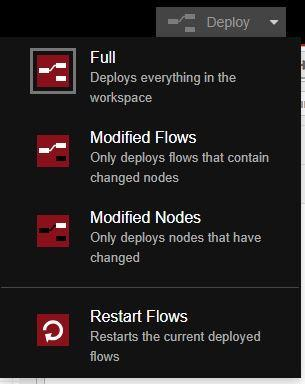 Deploy
Full
Deploys everything in the
workspace
Modified Flows
Only deploys flows that contain
changed nodes
Modified Nodes
Only deploys nodes that have
changed
Restart Flows
Restarts the current deployed
flows